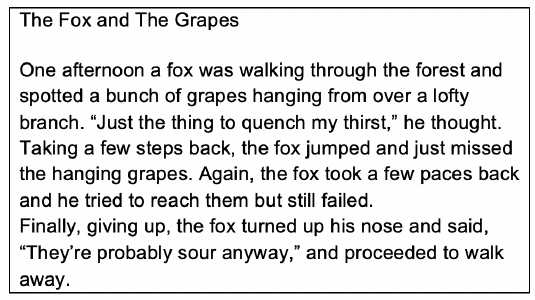 The Fox and The Grapes
One afternoon a fox was walking through the forest and
spotted a bunch of grapes hanging from over a lofty
branch. “Just the thing to quench my thirst,” he thought.
Taking a few steps back, the fox jumped and just missed
the hanging grapes. Again, the fox took a few paces back
and he tried to reach them but still failed.
Finally, giving up, the fox turned up his nose and said,
“They’re probably sour anyway,” and proceeded to walk
away.